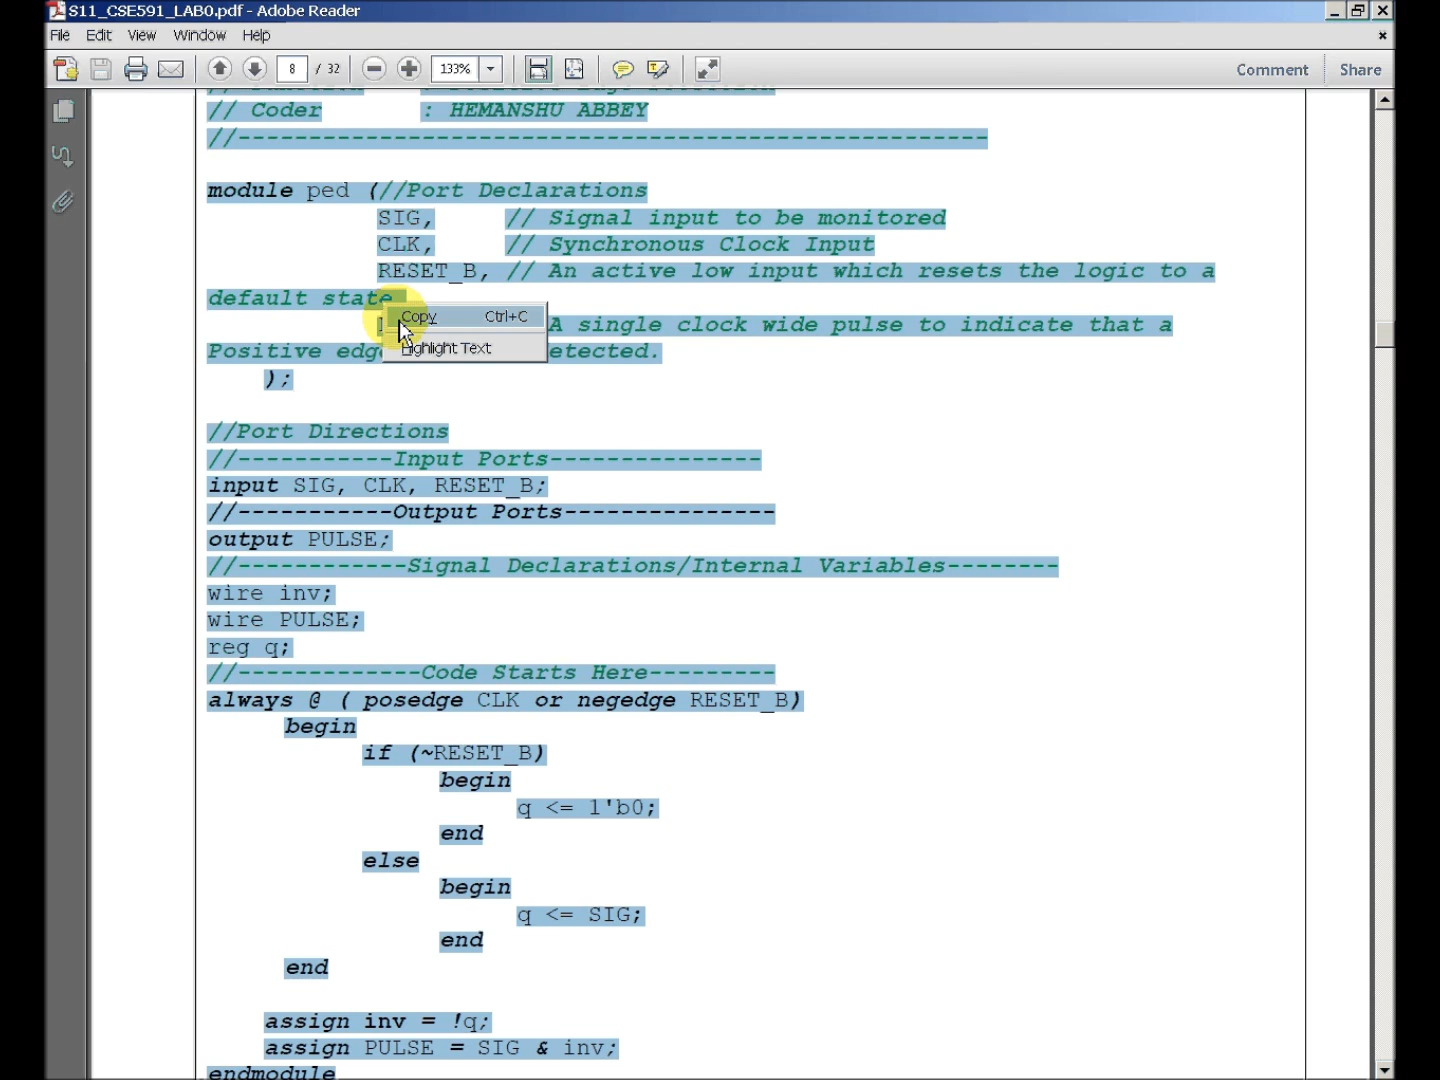 S11_CSE591_LAB0.pdf - Adobe Reader
File Edit View Window Help
8 / 32 133% Comment Share
// Coder : HEMANSHU ABBEY
//-----------------------------------------------------
module ped (//Port Declarations
SIG, // Signal input to be monitored
CLK, // Synchronous Clock Input
RESET_B, // An active low input which resets the logic to a
default state
Copy Ctrl+C
A single clock wide pulse to indicate that a
Highlight Text
Positive edge etected.
);
//Port Directions
//-----------Input Ports---------------
input SIG, CLK, RESET_B;
//-----------Output Ports---------------
output PULSE;
//------------Signal Declarations/Internal Variables--------
wire inv;
wire PULSE;
reg q;
//-------------Code Starts Here---------
always @ ( posedge CLK or negedge RESET_B)
begin
if (~RESET_B)
begin
q <= 1'b0;
end
else
begin
q <= SIG;
end
end
assign inv = !q;
assign PULSE = SIG & inv;
endmodule